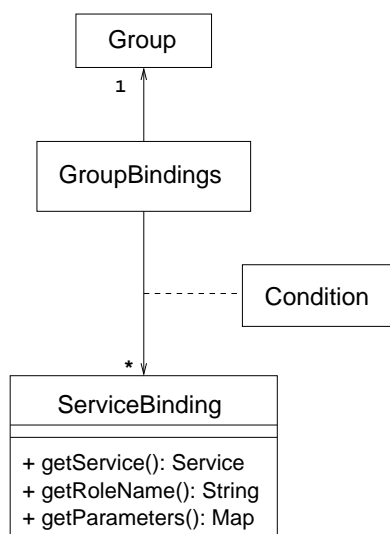 Group
1
GroupBindings
Condition
*
ServiceBinding
+ getService(): Service
+ getRoleName(): String
+ getParameters(): Map